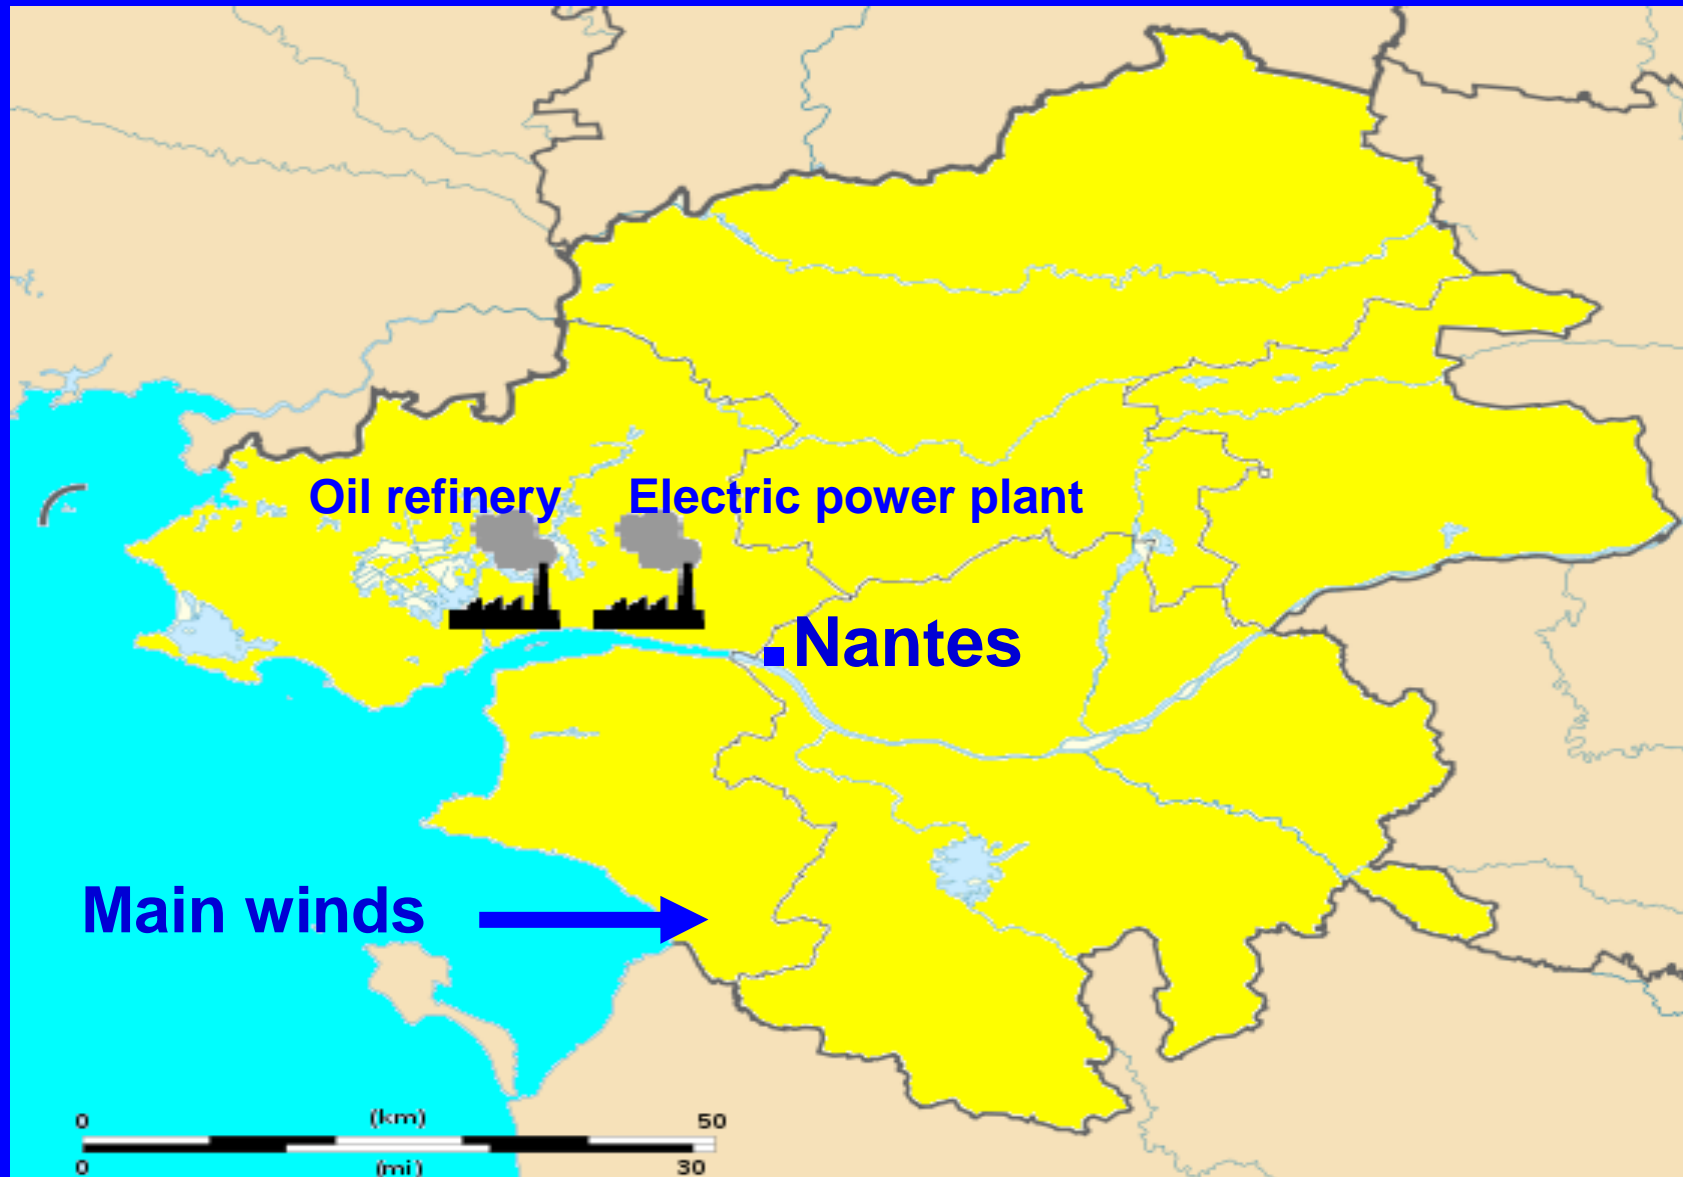 Oil refinery Electric power plant
Nantes
Main winds
0 (km) 50
0 (mi) 30